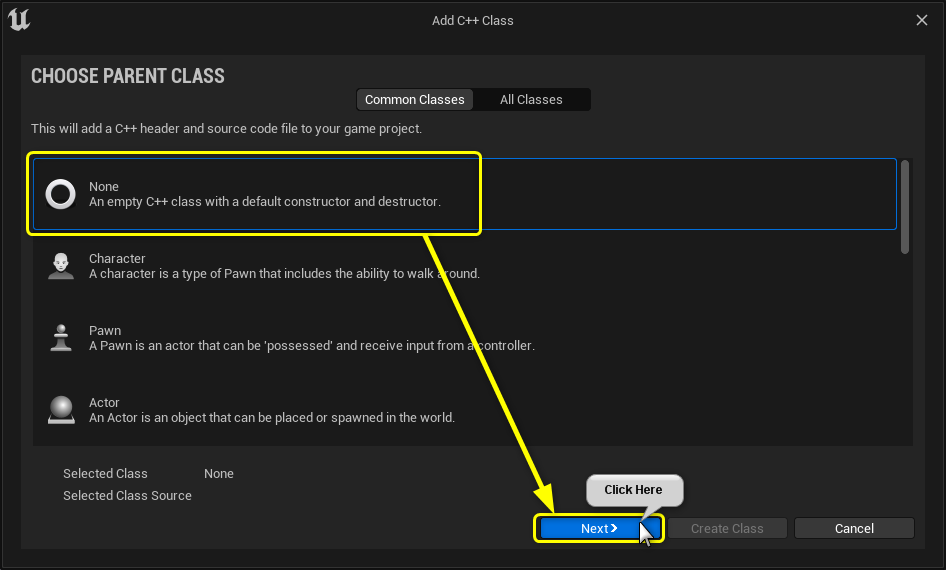 Add C++ Class
CHOOSE PARENT CLASS
Common Classes
All Classes
This will add a C++ header and source code file to your game project.
None
An empty C++ class with a default constructor and destructor.
Character
A character is a type of Pawn that includes the ability to walk around.
Pawn
A Pawn is an actor that can be 'possessed' and receive input from a controller.
Actor
An Actor is an object that can be placed or spawned in the world.
Selected Class None
Selected Class Source
Click Here
Next
Create Class
Cancel